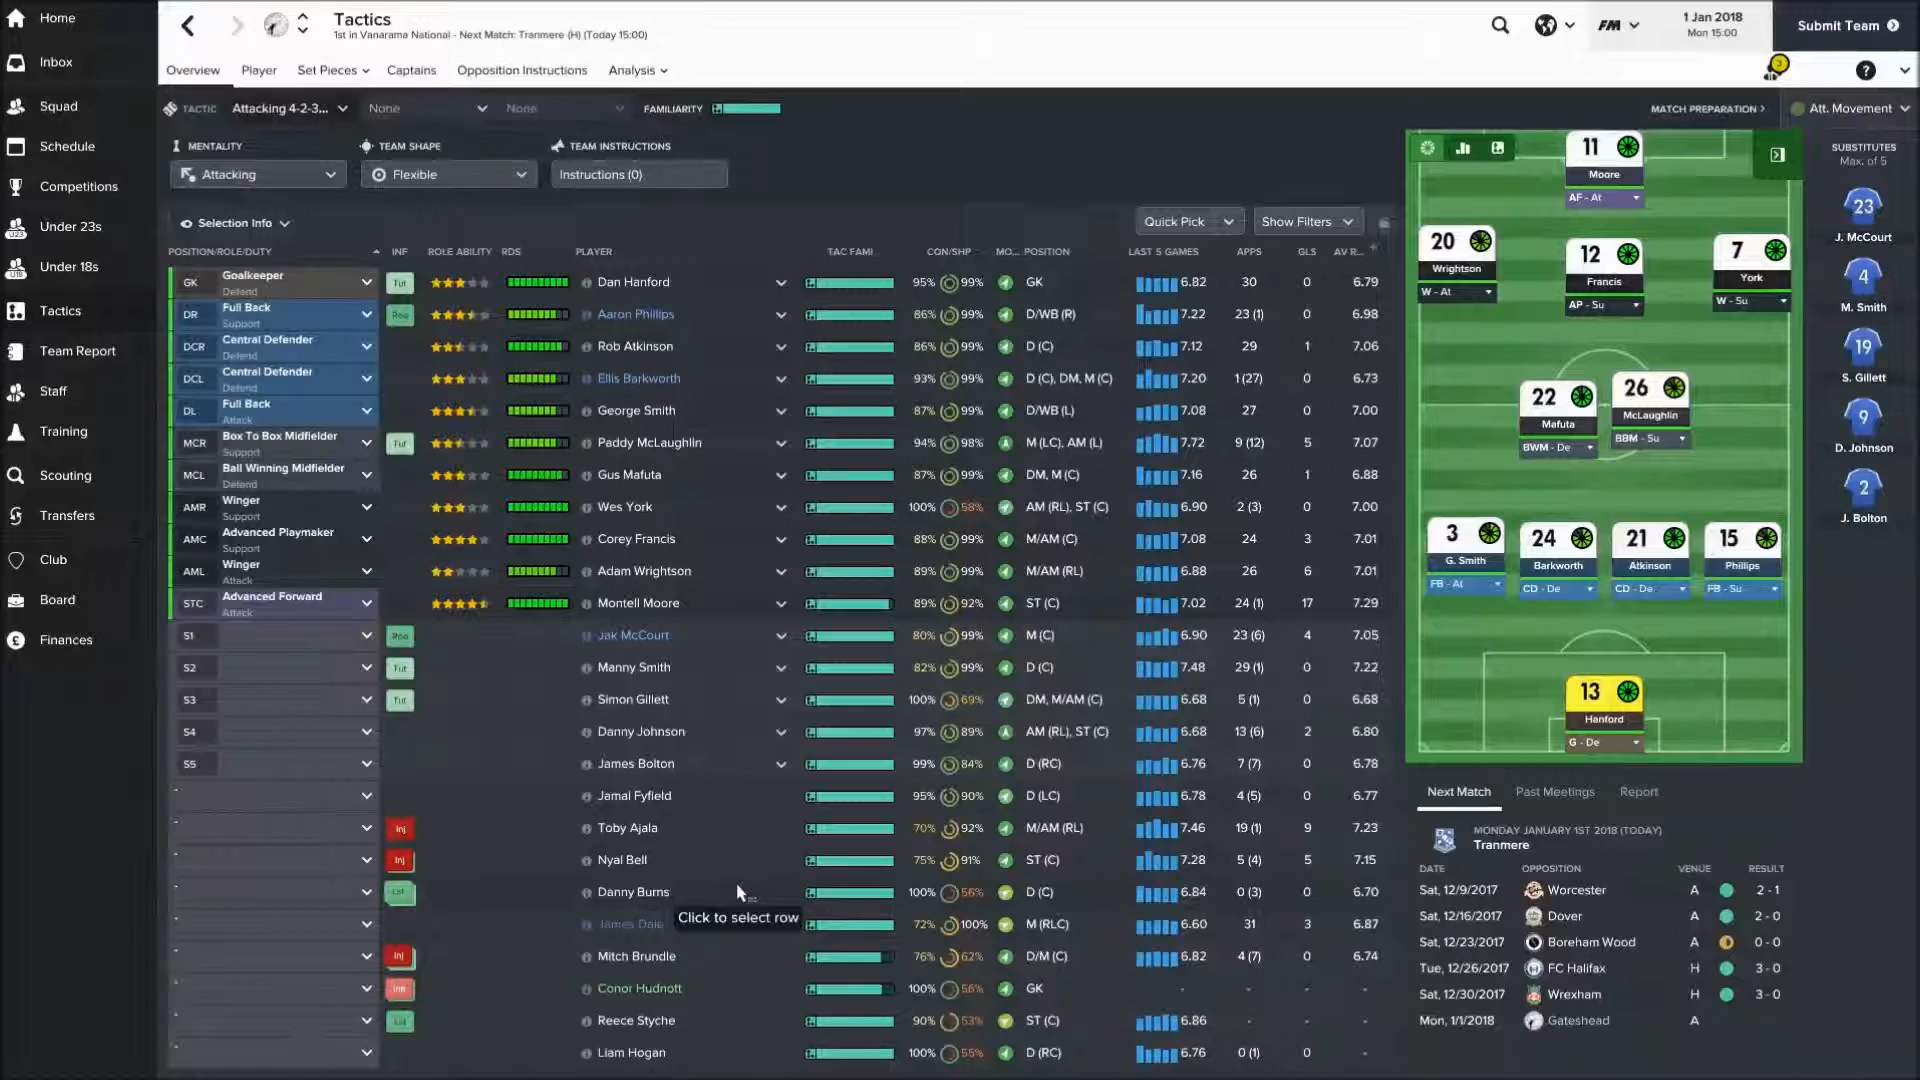 Home
Inbox
Squad
Schedule
Competitions
Under 23s
Under 18s
Tactics
Team Report
Staff
Training
Scouting
Transfers
Club
Board
Finances
Tactics
1st in Vanarama National - Next Match: Tranmere (H) (Today 15:00)
FM
1 Jan 2018
Mon 15:00
Submit Team
Overview Player Set Pieces Captains Opposition Instructions Analysis
3
?
TACTIC Attacking 4-2-3... None None FAMILIARITY
MATCH PREPARATION >
Att. Movement
MENTALITY TEAM SHAPE TEAM INSTRUCTIONS
Attacking Flexible Instructions (0)
Selection Info
Quick Pick Show Filters
POSITION/ROLE/DUTY INF ROLE ABILITY RDS PLAYER TAC FAMI CON/SHP MO... POSITION LAST 5 GAMES APPS GLS AV R...
GK Goalkeeper Defend Tut Dan Hanford 95% 99% GK 6.82 30 0 6.79
DR Full Back Support Req Aaron Phillips 86% 99% D/WB (R) 7.22 23 (1) 0 6.98
DCR Central Defender Defend Rob Atkinson 86% 99% D (C) 7.12 29 1 7.06
DCL Central Defender Defend Ellis Barkworth 93% 99% D (C), DM, M (C) 7.20 1 (27) 0 6.73
DL Full Back Attack George Smith 87% 99% D/WB (L) 7.08 27 0 7.00
MCR Box To Box Midfielder Support Tut Paddy McLaughlin 94% 98% M (LC), AM (L) 7.72 9 (12) 5 7.07
MCL Ball Winning Midfielder Defend Gus Mafuta 87% 99% DM, M (C) 7.16 26 1 6.88
AMR Winger Support Wes York 100% 58% AM (RL), ST (C) 6.90 2 (3) 0 7.00
AMC Advanced Playmaker Support Corey Francis 88% 99% M/AM (C) 7.08 24 3 7.01
AML Winger Attack Adam Wrightson 89% 99% M/AM (RL) 6.88 26 6 7.01
STC Advanced Forward Attack Montell Moore 89% 92% ST (C) 7.02 24 (1) 17 7.29
S1 Req Jak McCourt 80% 99% M (C) 6.90 23 (6) 4 7.05
S2 Tut Manny Smith 82% 99% D (C) 7.48 29 (1) 0 7.22
S3 Tut Simon Gillett 100% 69% DM, M/AM (C) 6.68 5 (1) 0 6.68
S4 Danny Johnson 97% 89% AM (RL), ST (C) 6.68 13 (6) 2 6.80
S5 James Bolton 99% 84% D (RC) 6.76 7 (7) 0 6.78
- Jamal Fyfield 95% 90% D (LC) 6.78 4 (5) 0 6.77
- Inj Toby Ajala 70% 92% M/AM (RL) 7.46 19 (1) 9 7.23
- Inj Nyal Bell 75% 91% ST (C) 7.28 5 (4) 5 7.15
- Lst Danny Burns 100% 56% D (C) 6.84 0 (3) 0 6.70
Click to select row
- James Dale 72% 100% M (RLC) 6.60 31 3 6.87
- Inj Mitch Brundle 76% 62% D/M (C) 6.82 4 (7) 0 6.74
- Conor Hudnott 100% 56% GK - - - -
- Lst Reece Styche 90% 53% ST (C) 6.86 - - -
- Liam Hogan 100% 55% D (RC) 6.76 0 (1) 0 -
11
Moore
AF - At
20
Wrightson
W - At
12
Francis
AP - Su
7
York
W - Su
22
Mafuta
BWM - De
26
McLaughlin
BBM - Su
3
G. Smith
FB - At
24
Barkworth
CD - De
21
Atkinson
CD - De
15
Phillips
FB - Su
13
Hanford
G - De
SUBSTITUTES
Max. of 5
23
J. McCourt
4
M. Smith
19
S. Gillett
9
D. Johnson
2
J. Bolton
Next Match Past Meetings Report
MONDAY JANUARY 1ST 2018 (TODAY)
Tranmere
DATE OPPOSITION VENUE RESULT
Sat, 12/9/2017 Worcester A 2 - 1
Sat, 12/16/2017 Dover A 2 - 0
Sat, 12/23/2017 Boreham Wood A 0 - 0
Tue, 12/26/2017 FC Halifax H 3 - 0
Sat, 12/30/2017 Wrexham H 3 - 0
Mon, 1/1/2018 Gateshead A